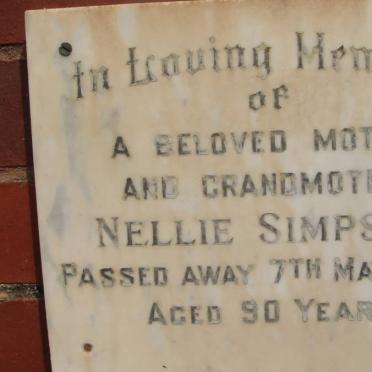 In Loving Mem
of
A BELOVED MOT
AND GRANDMOT
NELLIE SIMPS
PASSED AWAY 7TH MA
AGED 90 YEAR